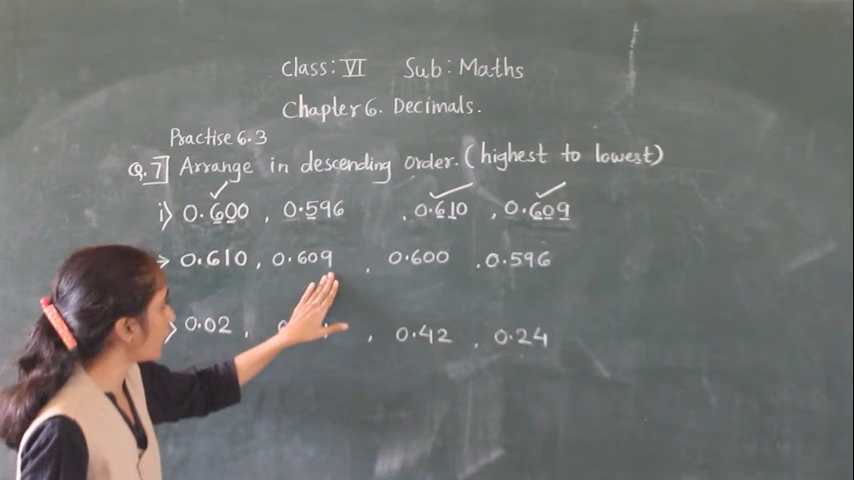 Class: VI Sub: Maths
Chapter 6. Decimals.
Practise 6.3
Q.7] Arrange in descending order. (highest to lowest)
i) 0.600, 0.596, 0.610, 0.609
→ 0.610, 0.609, 0.600, 0.596
0.02, , 0.42, 0.24